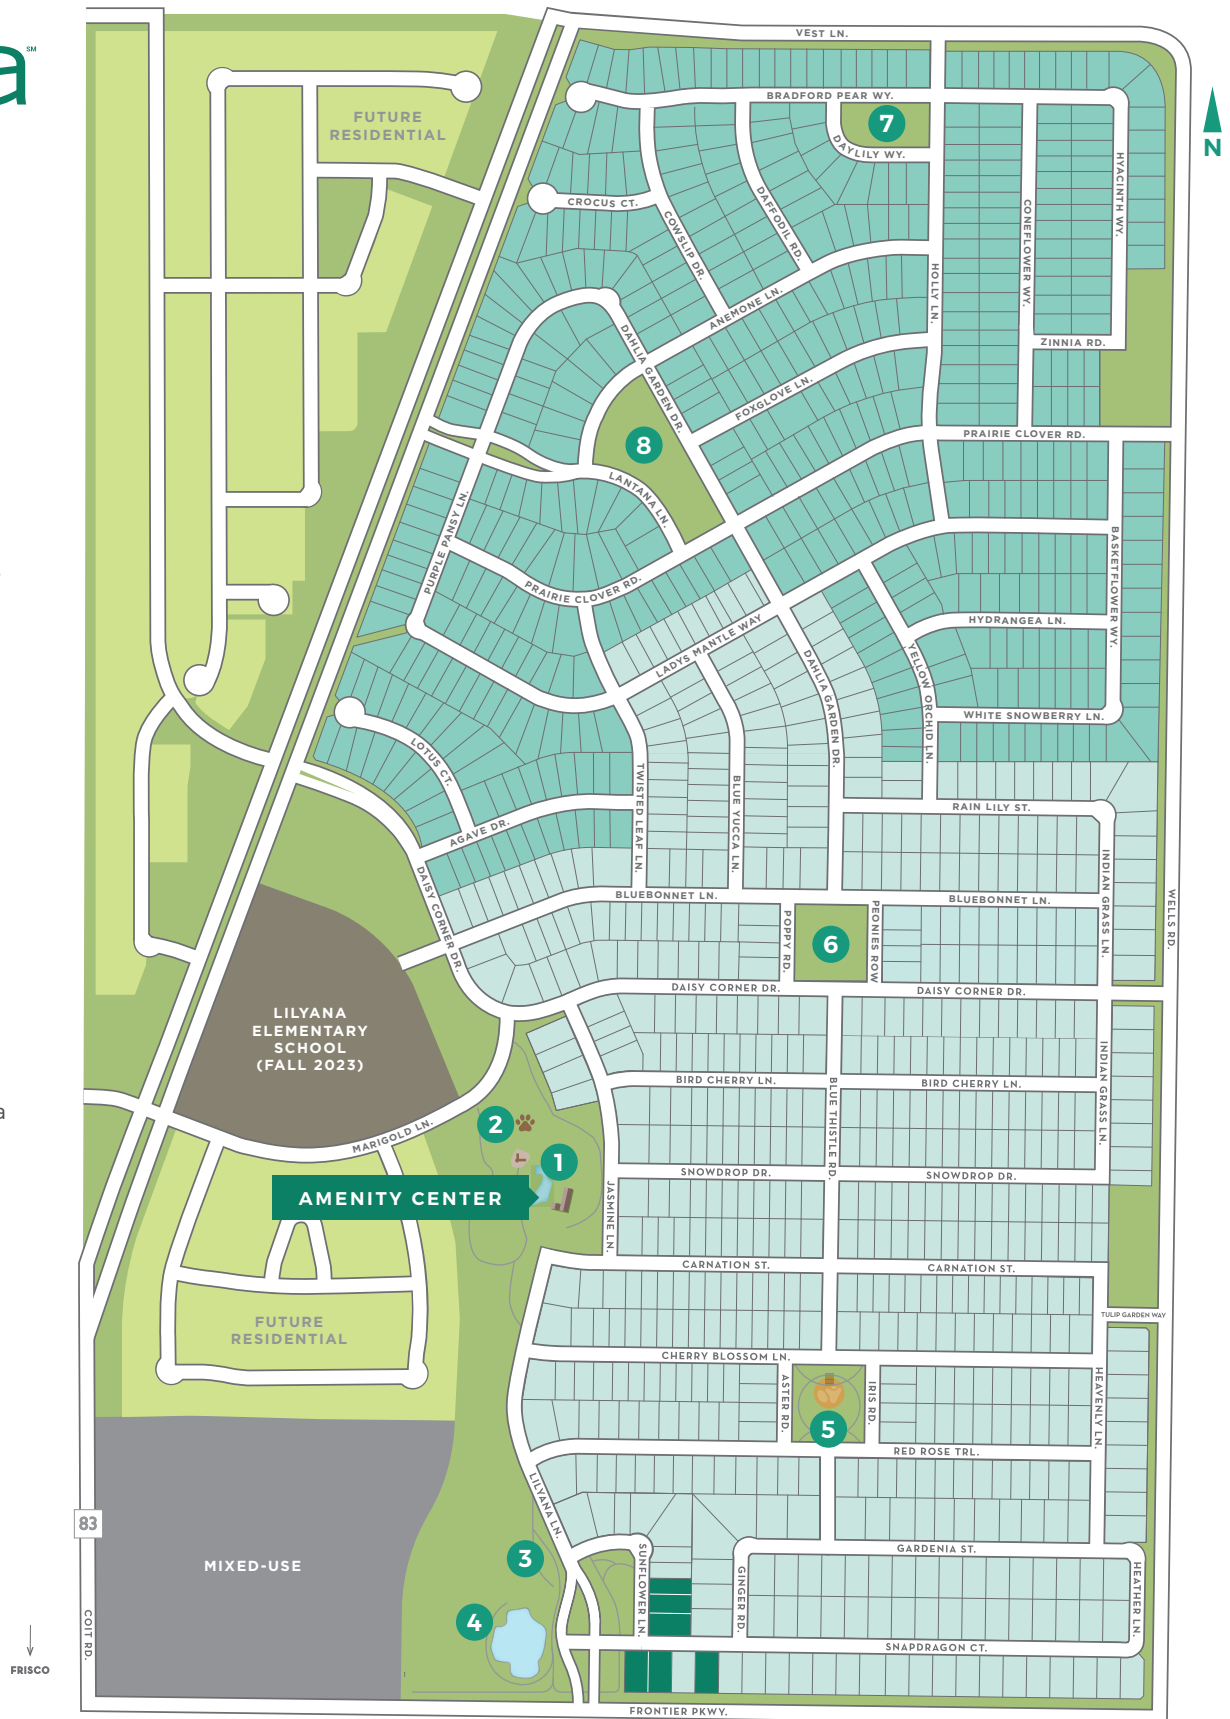 a℠
VEST LN.
BRADFORD PEAR WY.
FUTURE
RESIDENTIAL
7
DAYLILY WY.
N
HYACINTH WY.
CROCUS CT.
COWSLIP DR.
DAFFODIL RD.
CONEFLOWER WY.
HOLLY LN.
ANEMONE LN.
DAHLIA GARDEN DR.
ZINNIA RD.
FOXGLOVE LN.
PRAIRIE CLOVER RD.
8
LANTANA LN.
PURPLE PANSY LN.
PRAIRIE CLOVER RD.
BASKETFLOWER WY.
HYDRANGEA LN.
LADYS MANTLE WAY
DAHLIA GARDEN DR.
YELLOW ORCHID LN.
WHITE SNOWBERRY LN.
LOTUS CT.
TWISTED LEAF LN.
BLUE YUCCA LN.
RAIN LILY ST.
AGAVE DR.
DAISY CORNER DR.
BLUEBONNET LN.
BLUEBONNET LN.
INDIAN GRASS LN.
WELLS RD.
POPPY RD.
6
PEONIES ROW
DAISY CORNER DR.
DAISY CORNER DR.
LILYANA
ELEMENTARY
SCHOOL
(FALL 2023)
INDIAN GRASS LN.
BIRD CHERRY LN.
BIRD CHERRY LN.
BLUE THISTLE RD.
a
2
MARIGOLD LN.
1
SNOWDROP DR.
SNOWDROP DR.
AMENITY CENTER
JASMINE LN.
CARNATION ST.
CARNATION ST.
TULIP GARDEN WAY
FUTURE
RESIDENTIAL
CHERRY BLOSSOM LN.
ASTER RD.
IRIS RD.
5
HEAVENLY LN.
RED ROSE TRL.
LILYANA LN.
83
3
MIXED-USE
GARDENIA ST.
SUNFLOWER LN.
GINGER RD.
HEATHER LN.
4
COIT RD.
SNAPDRAGON CT.
FRISCO
FRONTIER PKWY.